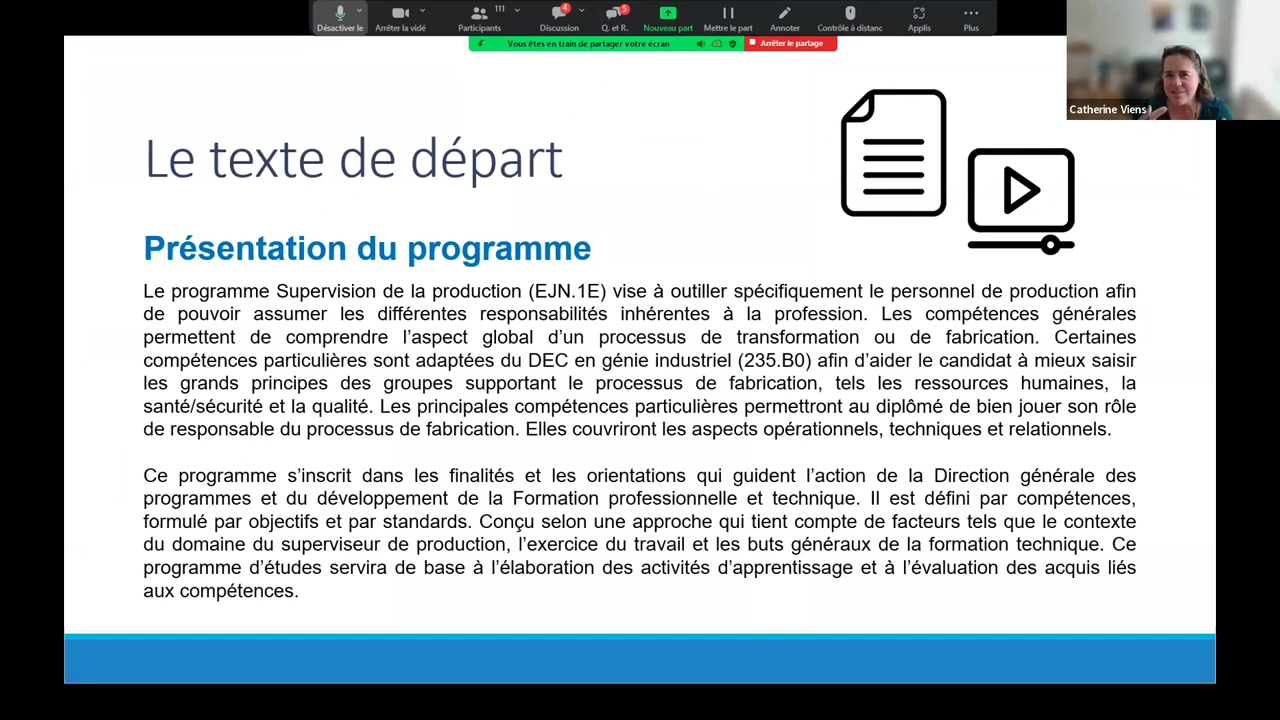 111
4
5
Désactiver le
Arrêter la vidé
Participants
Discussion
Q. et R.
Nouveau part
Mettre le part
Annoter
Contrôle à distanc
Applis
Plus
Vous êtes en train de partager votre écran
Arrêter le partage
Catherine Viens
Le texte de départ
Présentation du programme
Le programme Supervision de la production (EJN.1E) vise à outiller spécifiquement le personnel de production afin
de pouvoir assumer les différentes responsabilités inhérentes à la profession. Les compétences générales
permettent de comprendre l’aspect global d’un processus de transformation ou de fabrication. Certaines
compétences particulières sont adaptées du DEC en génie industriel (235.B0) afin d’aider le candidat à mieux saisir
les grands principes des groupes supportant le processus de fabrication, tels les ressources humaines, la
santé/sécurité et la qualité. Les principales compétences particulières permettront au diplômé de bien jouer son rôle
de responsable du processus de fabrication. Elles couvriront les aspects opérationnels, techniques et relationnels.
Ce programme s’inscrit dans les finalités et les orientations qui guident l’action de la Direction générale des
programmes et du développement de la Formation professionnelle et technique. Il est défini par compétences,
formulé par objectifs et par standards. Conçu selon une approche qui tient compte de facteurs tels que le contexte
du domaine du superviseur de production, l’exercice du travail et les buts généraux de la formation technique. Ce
programme d’études servira de base à l’élaboration des activités d’apprentissage et à l’évaluation des acquis liés
aux compétences.